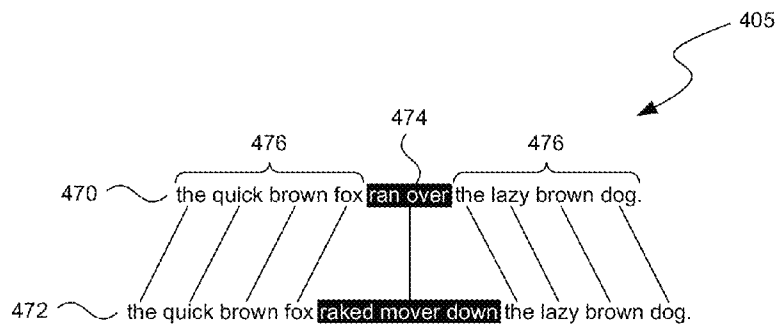 405
474
476 476
470 the quick brown fox ran over the lazy brown dog.
472 the quick brown fox raked mover down the lazy brown dog.